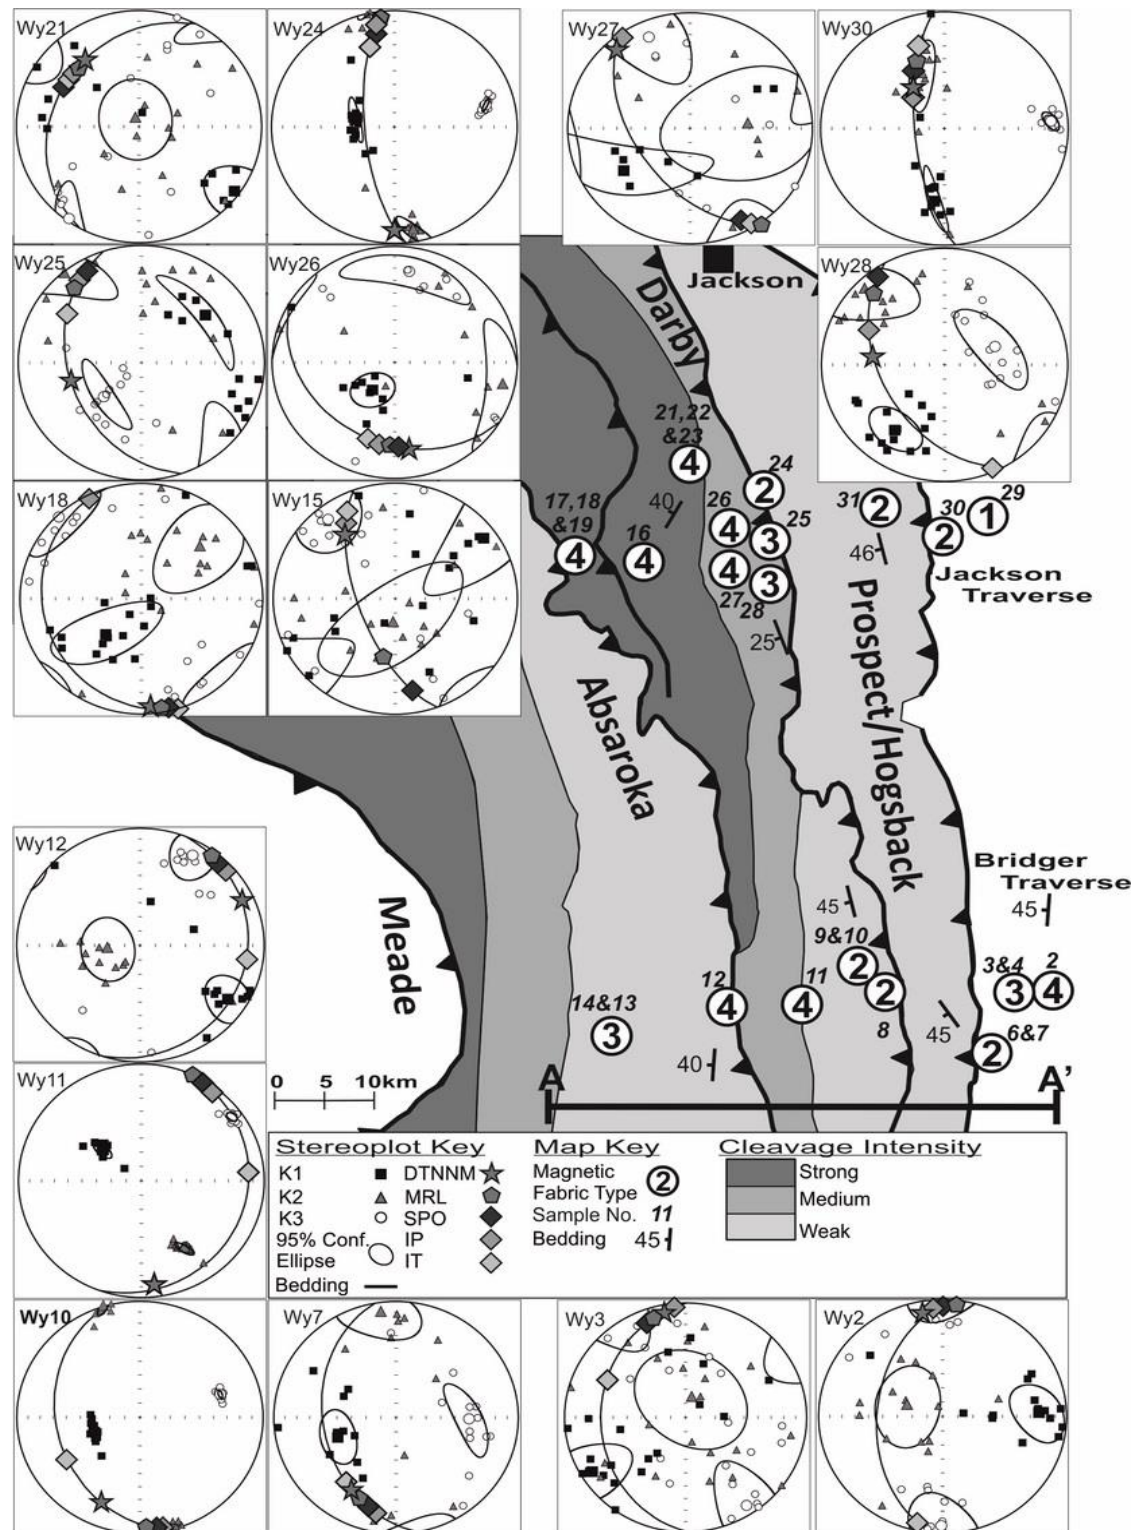 Wy21
Wy24
Wy27
Wy30
Wy25
Wy26
Wy28
Jackson
Darby
21,22
&23
4
24
2
40
17,18
&19
4
16
4
26
4
25
3
4
27
3
28
25
31
2
46
30
2
29
1
Jackson
Traverse
Wy18
Wy15
Absaroka
Prospect/Hogsback
Wy12
Meade
Bridger
Traverse
45
45
9&10
2
2
8
3&4
3
2
4
12
4
11
4
14&13
3
45
6&7
2
40
Wy11
0 5 10km
A
A'
Stereoplot Key
K1
K2
K3
95% Conf.
Ellipse
Bedding
DTNNM
MRL
SPO
IP
IT
Map Key
Magnetic
Fabric Type
2
Sample No. 11
Bedding 45
Cleavage Intensity
Strong
Medium
Weak
Wy10
Wy7
Wy3
Wy2